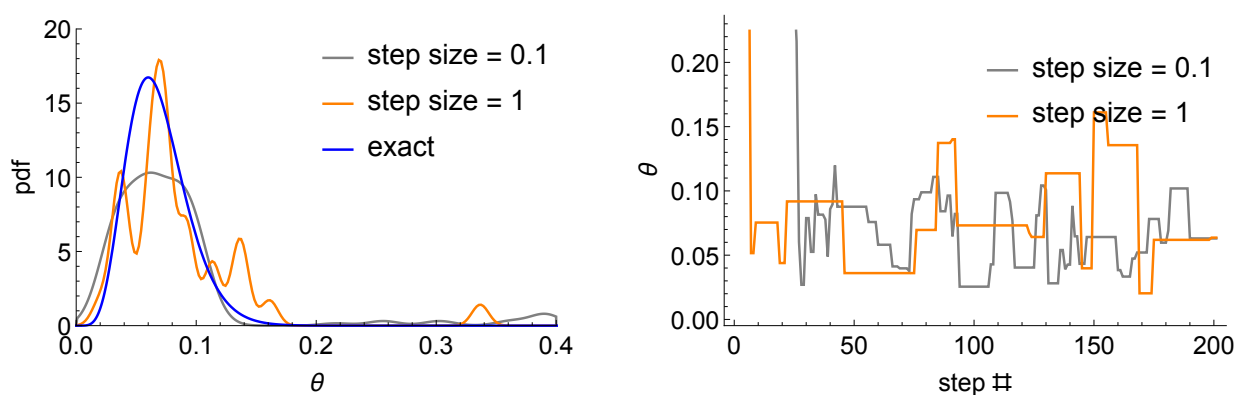 20
15
10
5
0
pdf
step size = 0.1
step size = 1
exact
0.0 0.1 0.2 0.3 0.4
θ
0.20
0.15
0.10
0.05
0.00
θ
step size = 0.1
step size = 1
0 50 100 150 200
step #